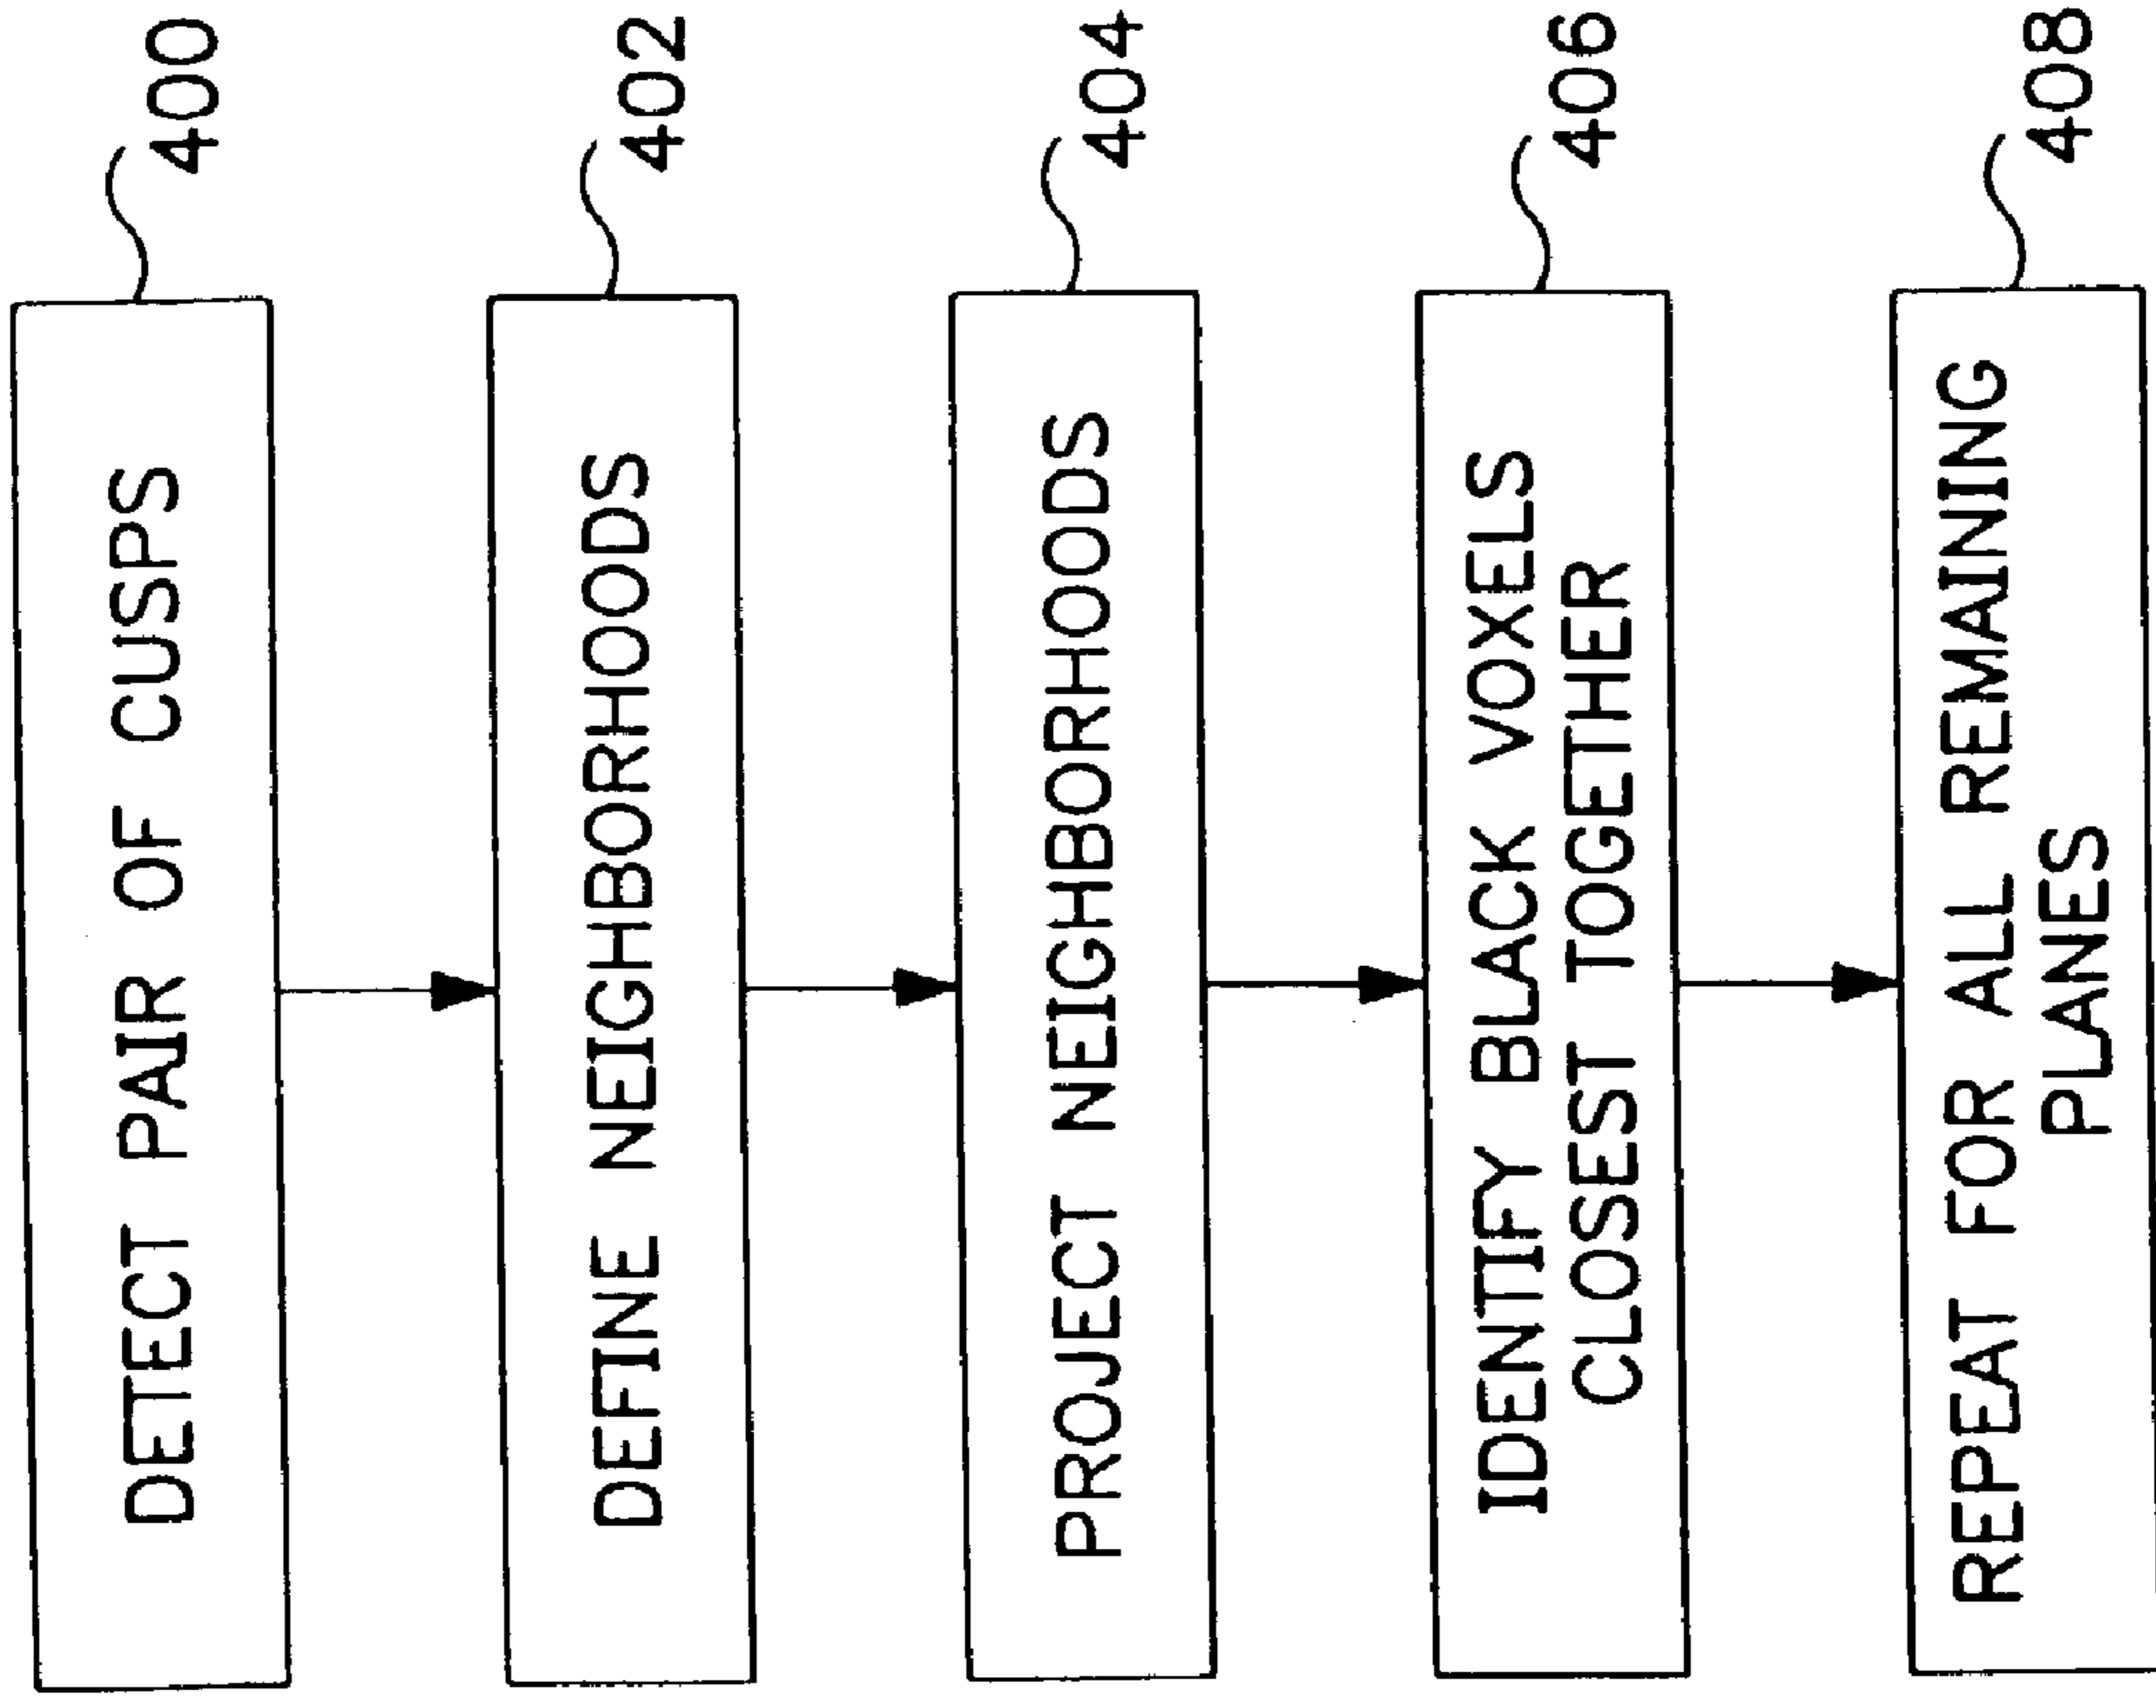 DETECT PAIR OF CUSPS
400
DEFINE NEIGHBORHOODS
402
PROJECT NEIGHBORHOODS
404
IDENTIFY BLACK VOXELS
CLOSEST TOGETHER
406
REPEAT FOR ALL REMAINING
PLANES
408